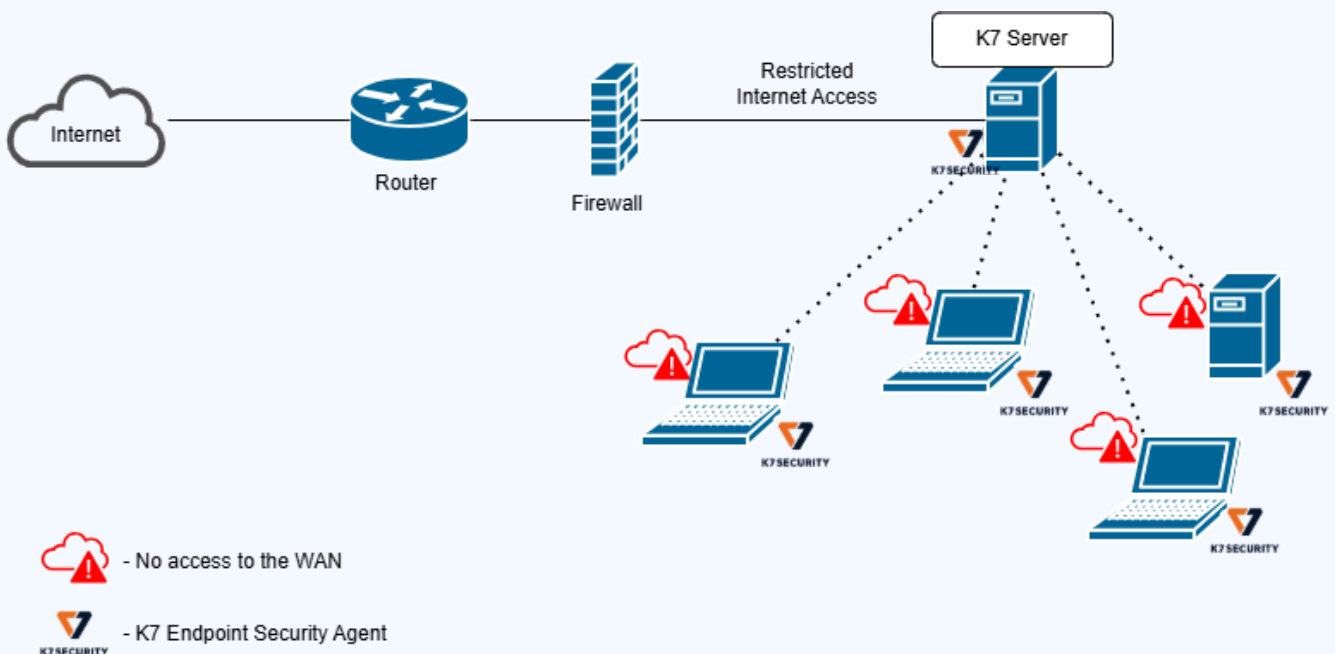 K7 Server
Restricted
Internet Access
Internet
Router
Firewall
K7SECURITY
K7SECURITY
K7SECURITY
K7SECURITY
K7SECURITY
- No access to the WAN
- K7 Endpoint Security Agent
K7SECURITY